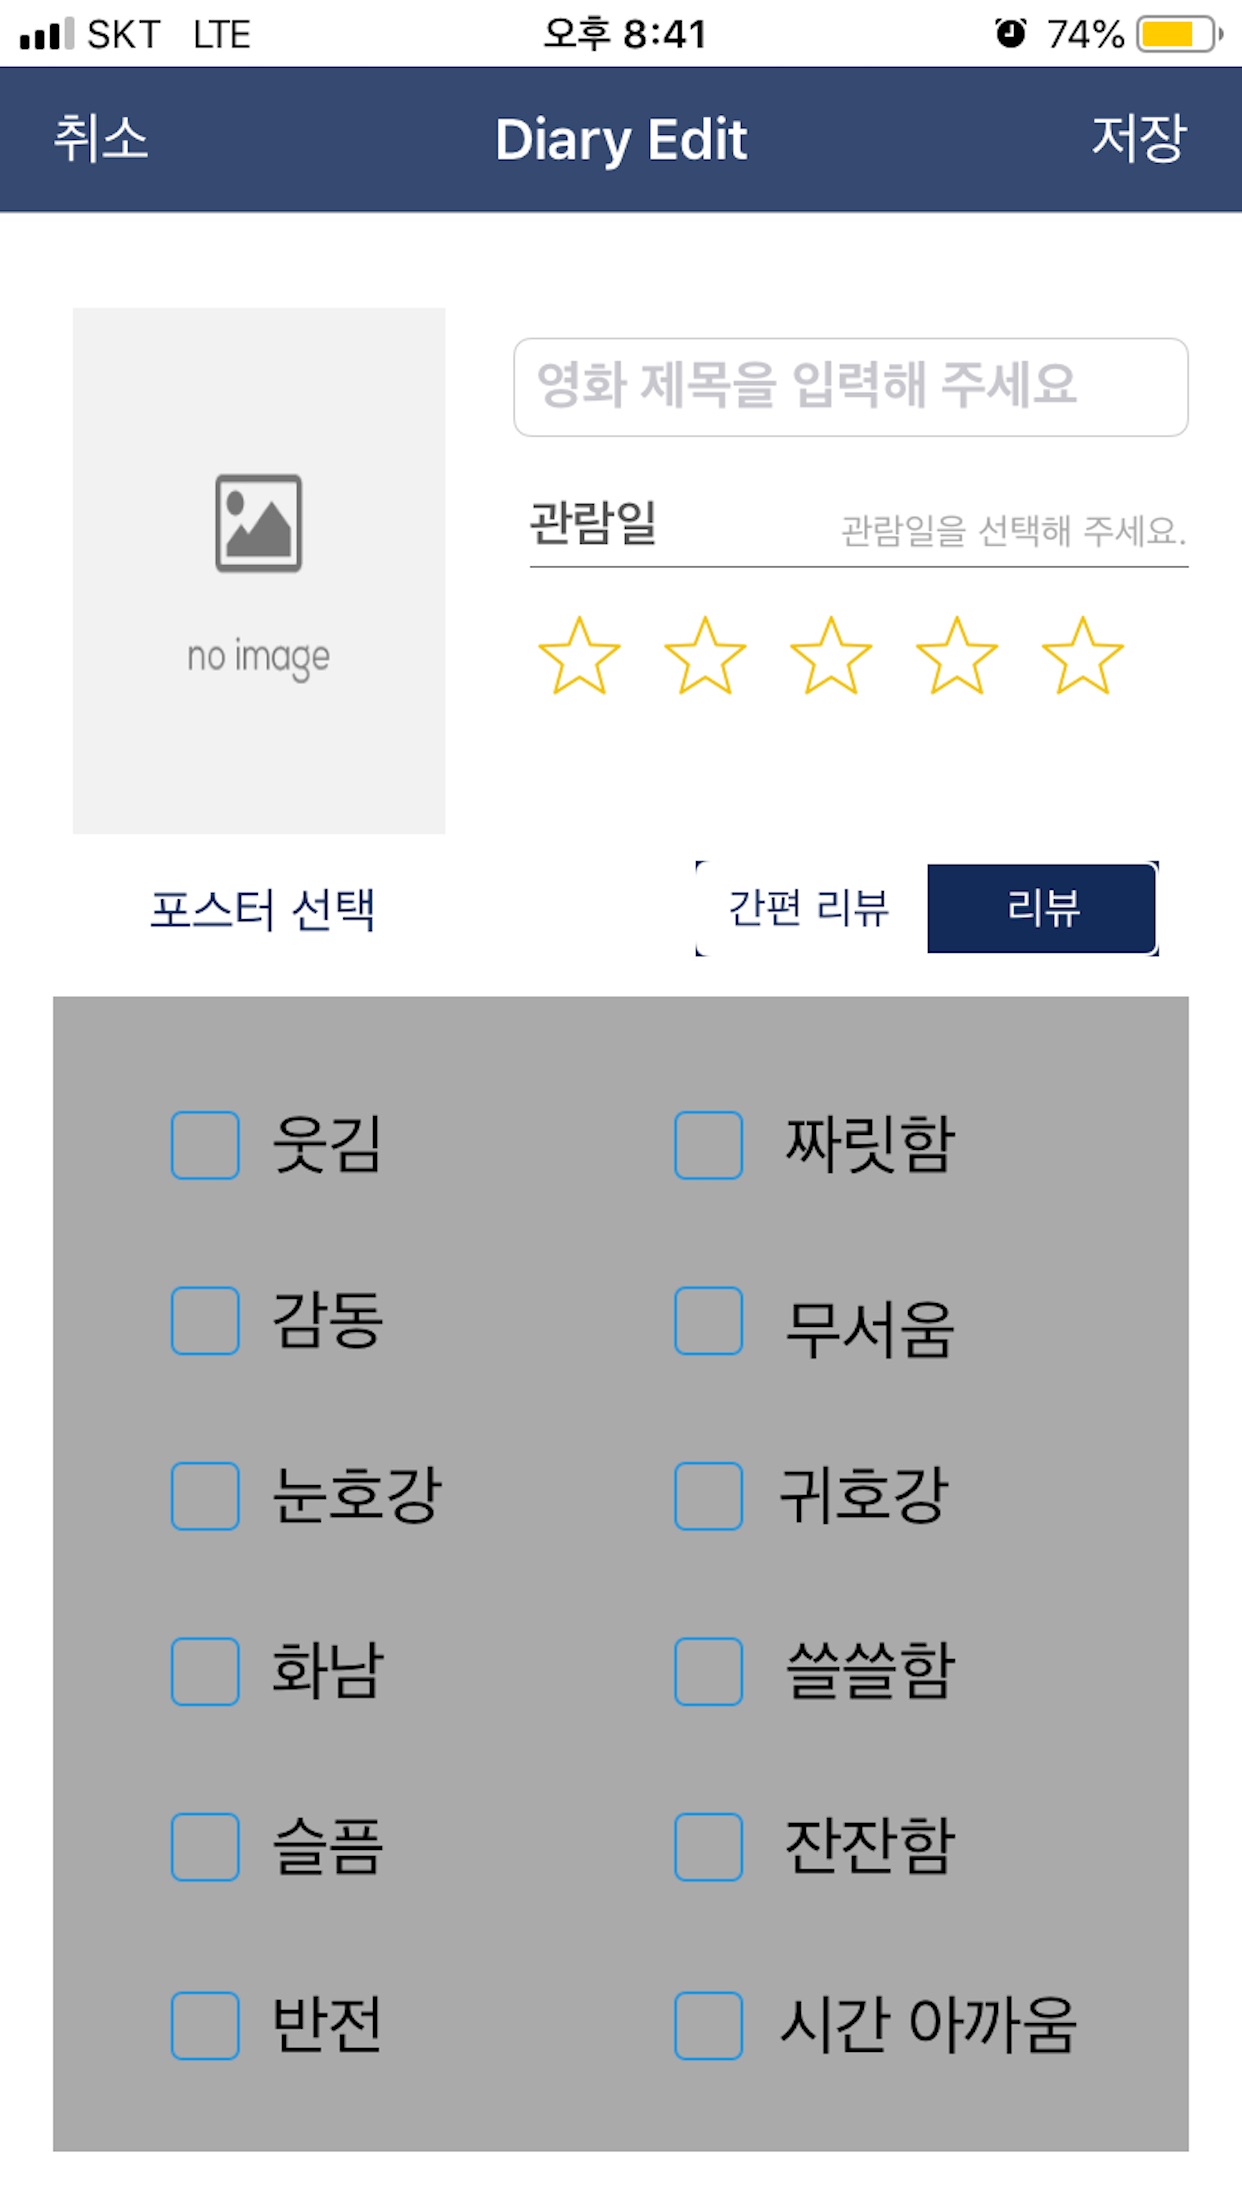 SKT LTE 오후 8:41 74%
취소 Diary Edit 저장
영화 제목을 입력해 주세요
관람일 관람일을 선택해 주세요.
no image
포스터 선택 간편 리뷰 리뷰
웃김 짜릿함
감동 무서움
눈호강 귀호강
화남 쓸쓸함
슬픔 잔잔함
반전 시간 아까움